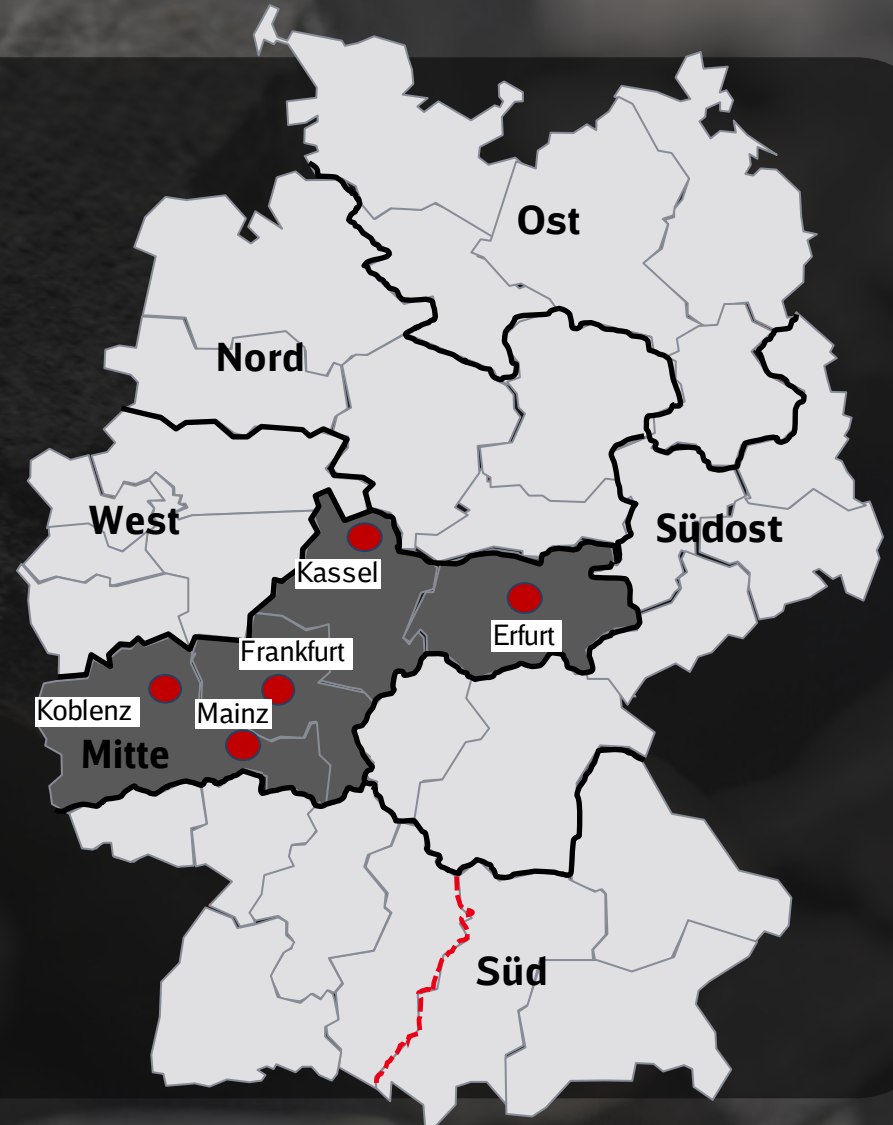 Ost
Nord
West
Südost
Kassel
Erfurt
Frankfurt
Koblenz
Mainz
Mitte
Süd